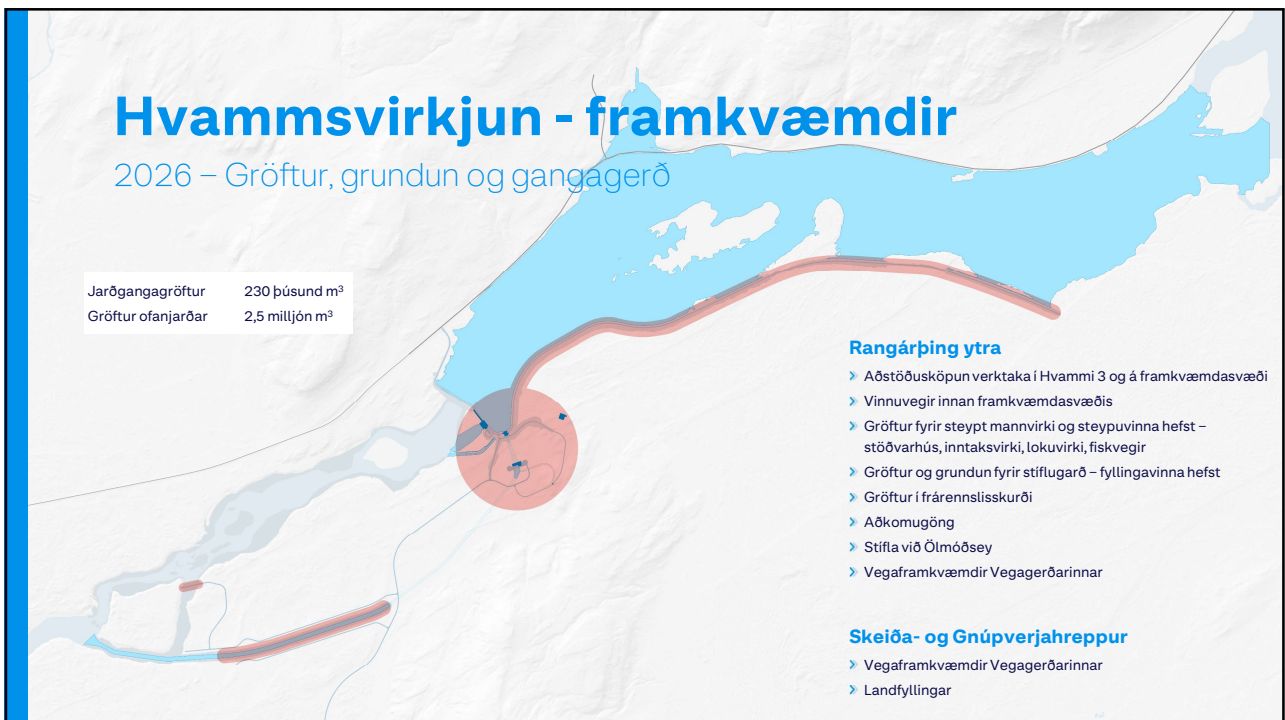 Hvammsvirkjun - framkvæmdir
2026 – Gröftur, grundun og gangagerð
Jarðgangagröftur 230 þúsund m³
Gröftur ofanjarðar 2,5 milljón m³
Rangárþing ytra
Aðstöðusköpun verktaka í Hvammi 3 og á framkvæmdasvæði
Vinnuvegir innan framkvæmdasvæðis
Gröftur fyrir steypt mannvirki og steypuvinna hefst –
stöðvarhús, inntaksvirki, lokuvirki, fiskvegir
Gröftur og grundun fyrir stíflugarð – fyllingavinna hefst
Gröftur í frárennslisskurði
Aðkomugöng
Stífla við Ölmóðsey
Vegaframkvæmdir Vegagerðarinnar
Skeiða- og Gnúpverjahreppur
Vegaframkvæmdir Vegagerðarinnar
Landfyllingar